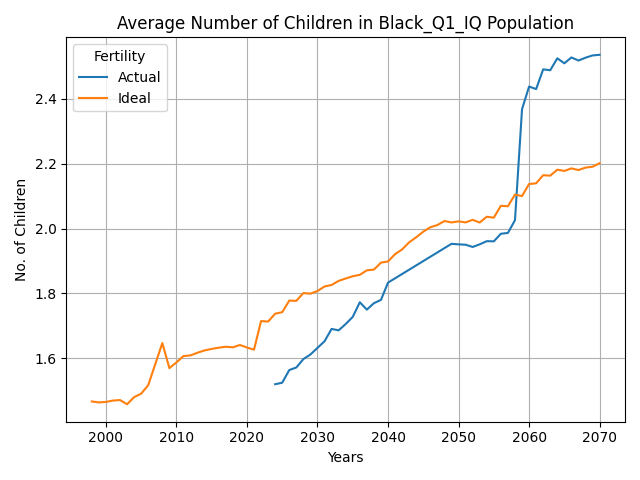 Average Number of Children in Black_Q1_IQ Population
Fertility
Actual
Ideal
No. of Children
2.4
2.2
2.0
1.8
1.6
2000 2010 2020 2030 2040 2050 2060 2070
Years